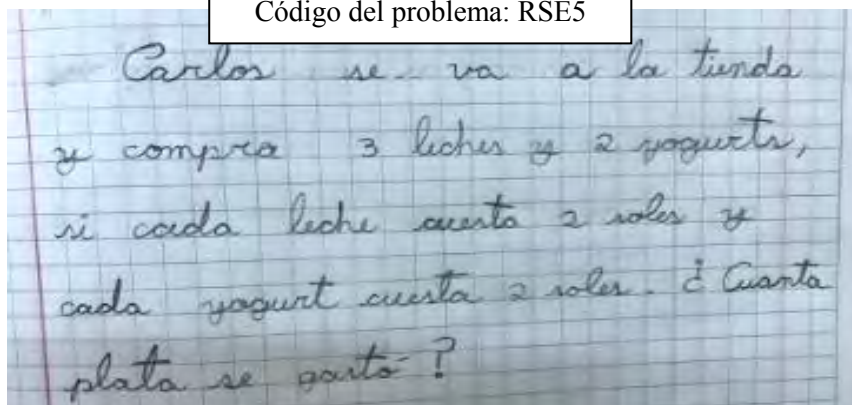 Código del problema: RSE5
Carlos se va a la tienda
y compra 3 leches y 2 yogurts,
si cada leche cuesta 2 soles y
cada yogurt cuesta 2 soles. ¿Cuanta
plata se gastó?